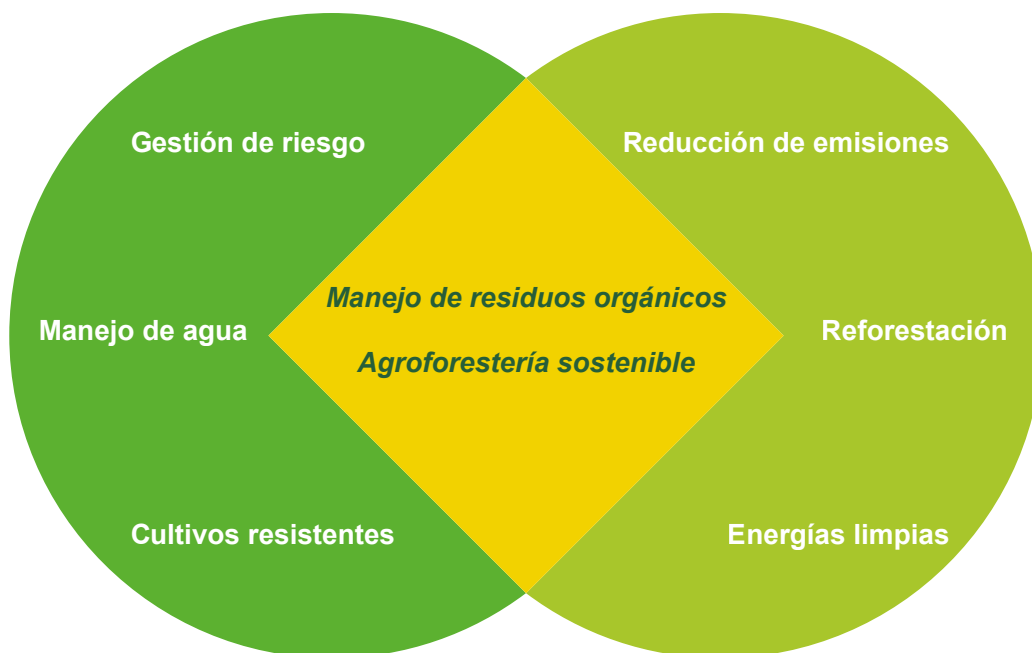 Gestión de riesgo
Reducción de emisiones
Manejo de residuos orgánicos
Manejo de agua
Reforestación
Agroforestería sostenible
Cultivos resistentes
Energías limpias